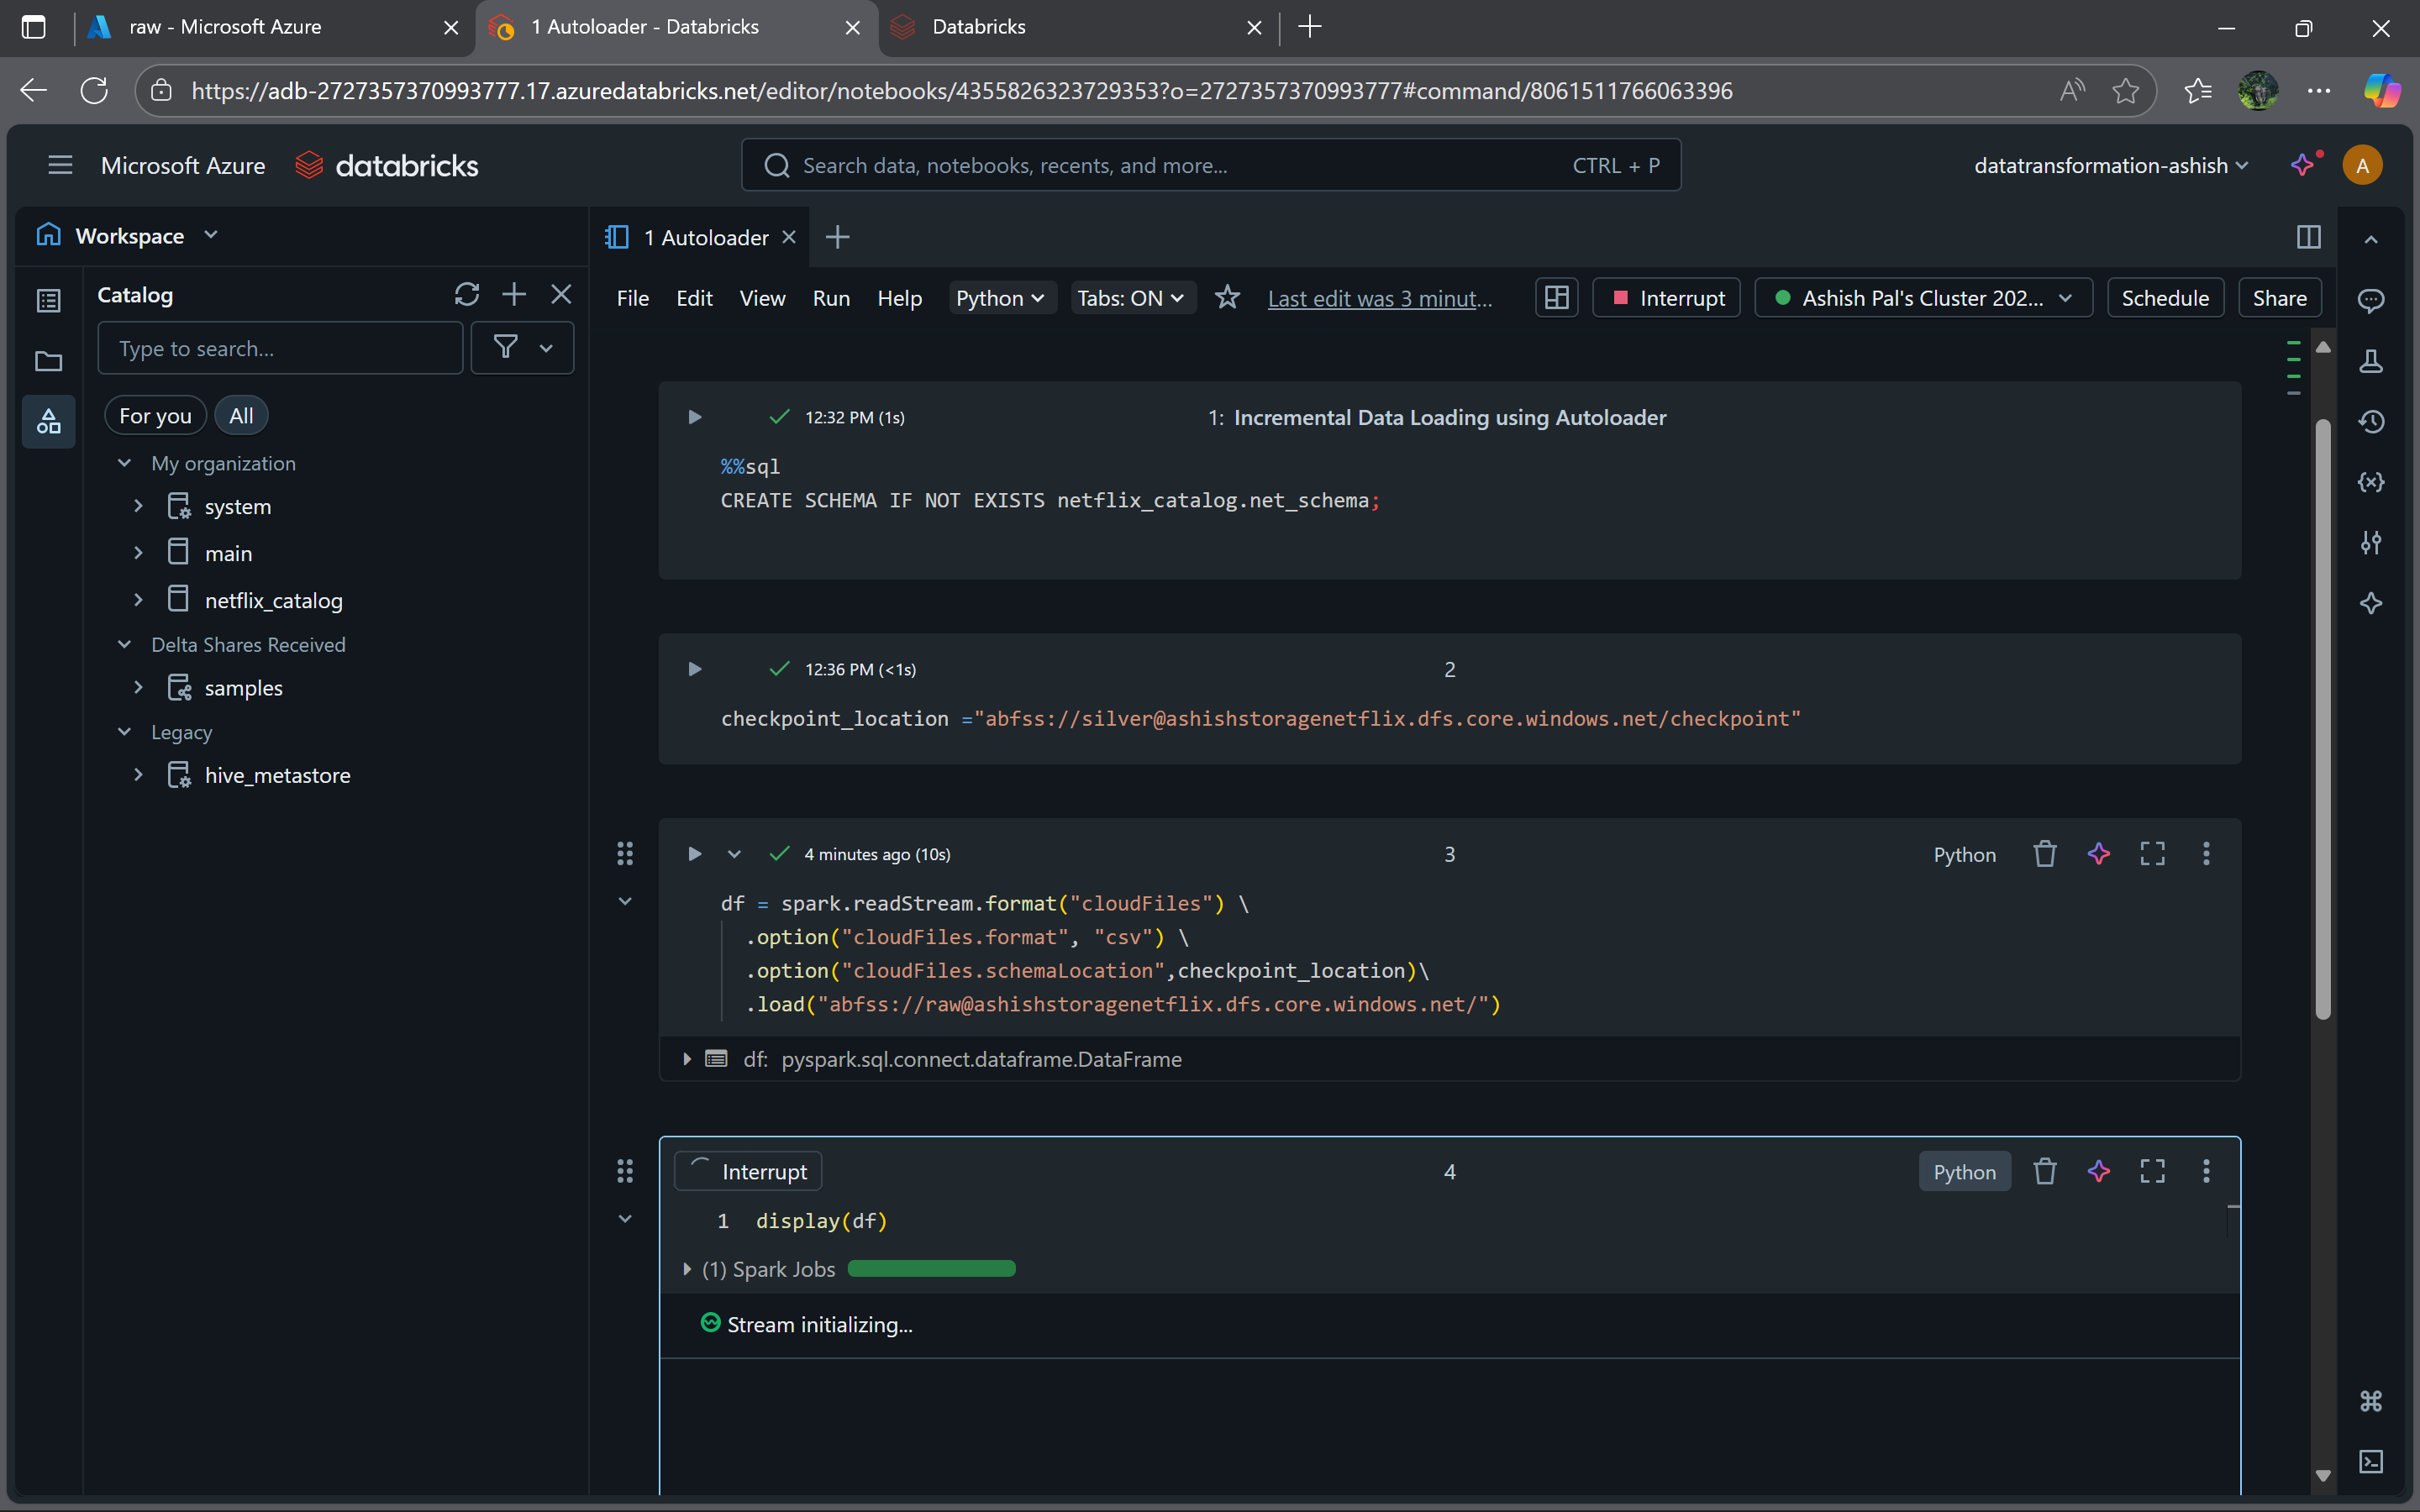 raw - Microsoft Azure
1 Autoloader - Databricks
Databricks
https://adb-2727357370993777.17.azuredatabricks.net/editor/notebooks/4355826323729353?o=2727357370993777#command/8061511766063396
Microsoft Azure databricks
Search data, notebooks, recents, and more... CTRL + P
datatransformation-ashish
A
Workspace
1 Autoloader
Catalog
File Edit View Run Help Python Tabs: ON Last edit was 3 minut... Interrupt Ashish Pal's Cluster 202... Schedule Share
Type to search...
For you All
My organization
system
main
netflix_catalog
Delta Shares Received
samples
Legacy
hive_metastore
12:32 PM (1s) 1: Incremental Data Loading using Autoloader
%%sql
CREATE SCHEMA IF NOT EXISTS netflix_catalog.net_schema;
12:36 PM (<1s) 2
checkpoint_location ="abfss://silver@ashishstoragenetflix.dfs.core.windows.net/checkpoint"
4 minutes ago (10s) 3 Python
df = spark.readStream.format("cloudFiles") \
.option("cloudFiles.format", "csv") \
.option("cloudFiles.schemaLocation",checkpoint_location)\
.load("abfss://raw@ashishstoragenetflix.dfs.core.windows.net/")
df: pyspark.sql.connect.dataframe.DataFrame
Interrupt 4 Python
1 display(df)
(1) Spark Jobs
Stream initializing...